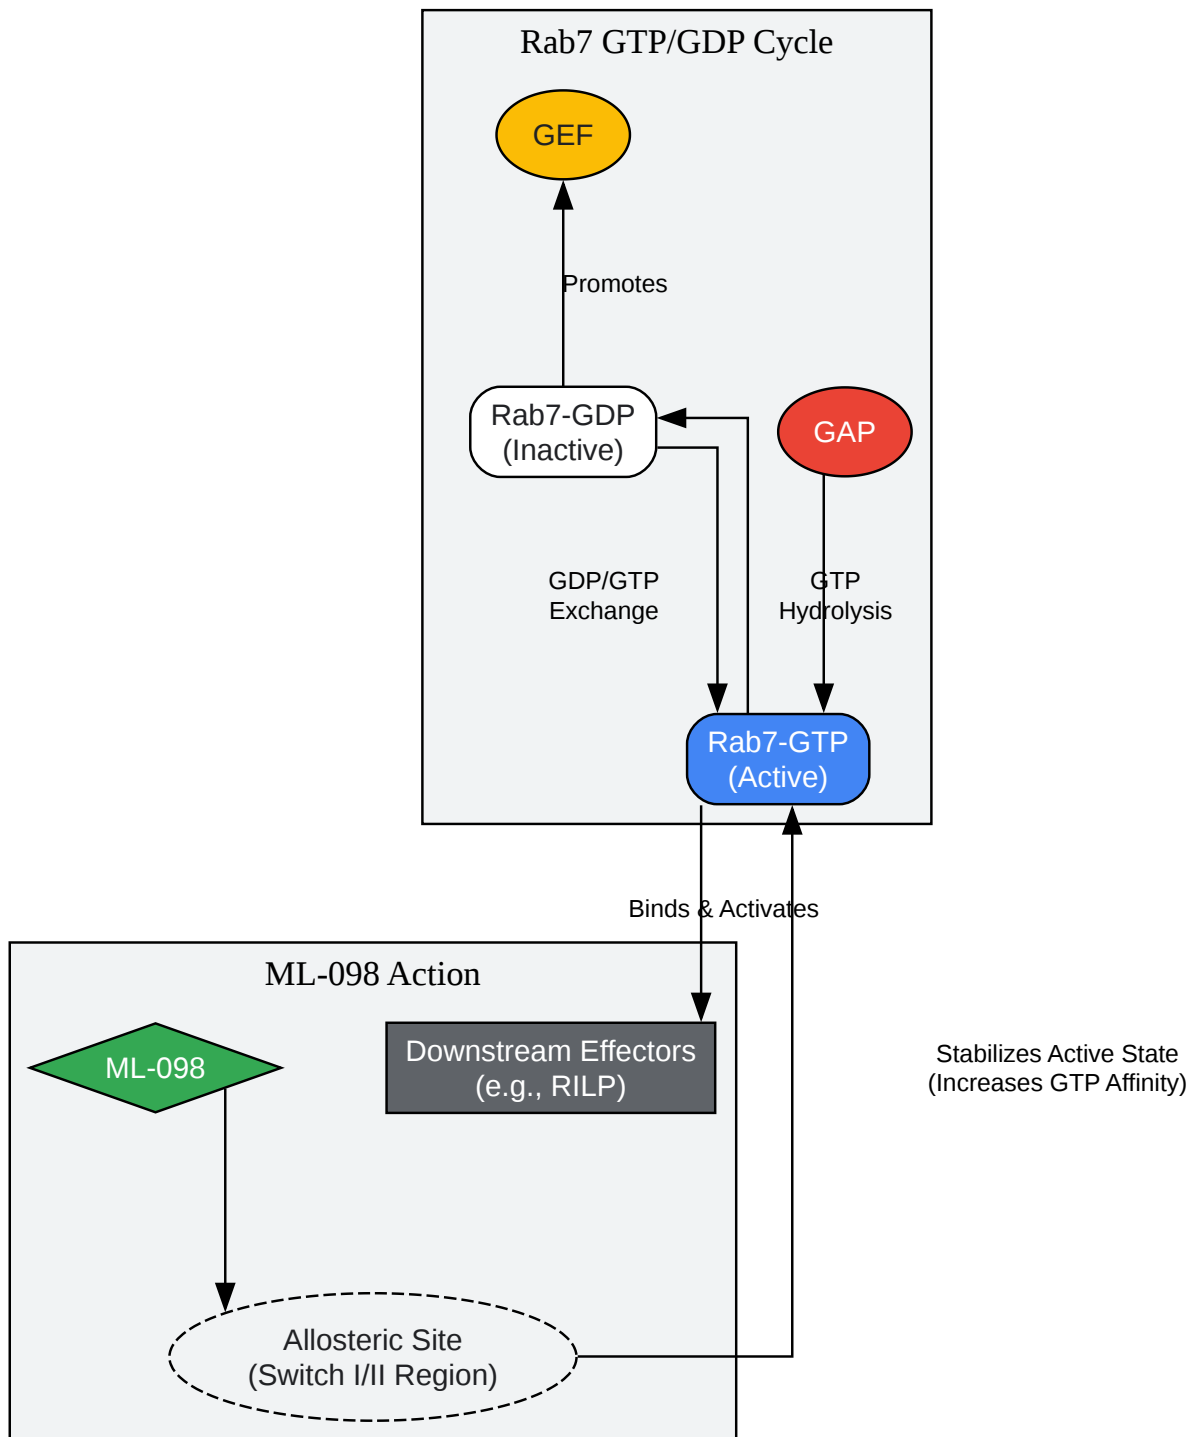 Rab7 GTP/GDP Cycle
GEF
Promotes
Rab7-GDP
(Inactive)
GAP
GDP/GTP
Exchange
GTP
Hydrolysis
Rab7-GTP
(Active)
Binds & Activates
ML-098 Action
ML-098
Downstream Effectors
(e.g., RILP)
Stabilizes Active State
(Increases GTP Affinity)
Allosteric Site
(Switch I/II Region)